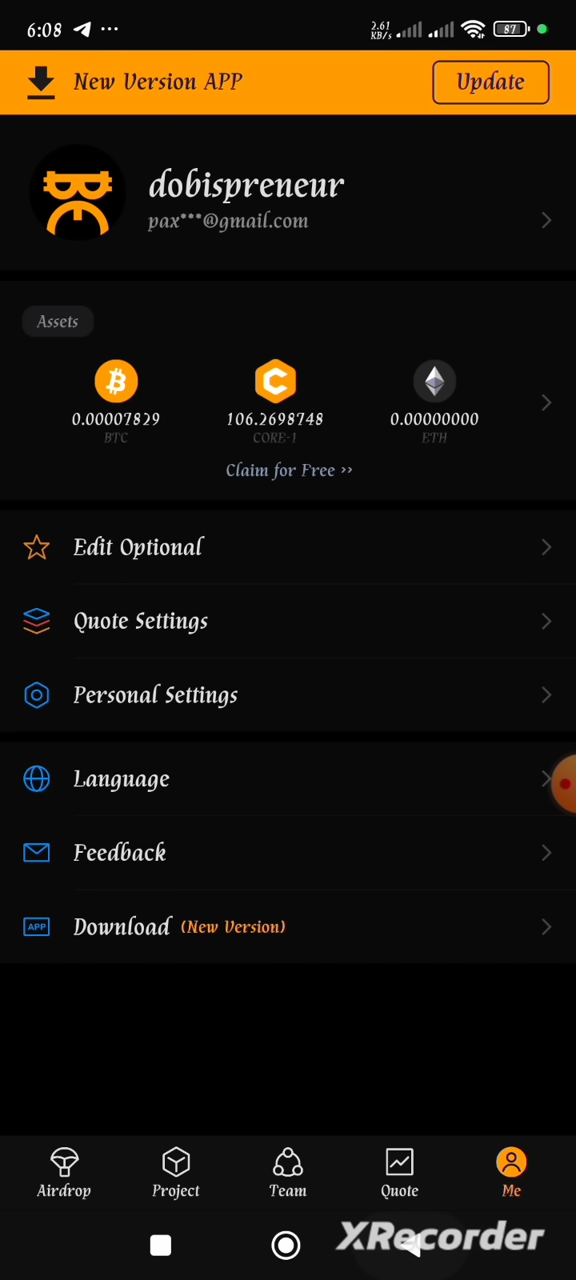 6:08 ...
2.61
KB/s
87
New Version APP
Update
dobispreneur
pax***@gmail.com
Assets
0.00007829
106.2698748
0.00000000
BTC
CORE-1
ETH
Claim for Free >>
Edit Optional
Quote Settings
Personal Settings
Language
Feedback
APP
Download (New Version)
Airdrop
Project
Team
Quote
Me
XRecorder